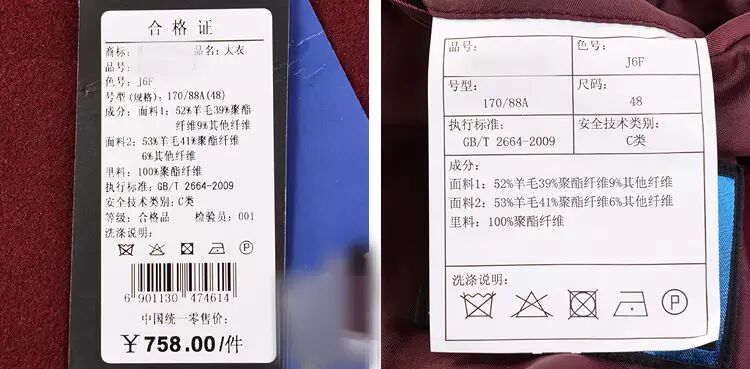 合格证
商标: 品名: 大衣
品号:
色号: J6F
号型(规格): 170/88A(48)
成分: 面料1: 52%羊毛39%聚酯
纤维9%其他纤维
面料2: 53%羊毛41%聚酯纤维
6%其他纤维
里料: 100%聚酯纤维
执行标准: GB/T 2664-2009
安全技术类别: C类
等级: 合格品 检验员: 001
洗涤说明:
P
6 901130 474614
中国统一零售价:
¥758.00/件
品号: 色号:
J6F
号型: 尺码:
170/88A 48
执行标准: 安全技术类别:
GB/T 2664-2009 C类
成分:
面料1: 52%羊毛39%聚酯纤维9%其他纤维
面料2: 53%羊毛41%聚酯纤维6%其他纤维
里料: 100%聚酯纤维
洗涤说明:
P